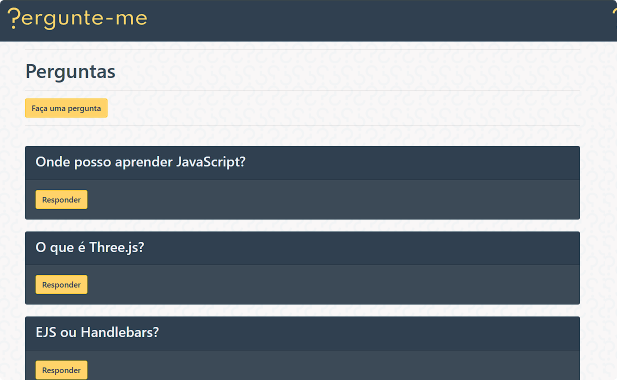 ?ergunte-me
?
Perguntas
Faça uma pergunta
Onde posso aprender JavaScript?
Responder
O que é Three.js?
Responder
EJS ou Handlebars?
Responder